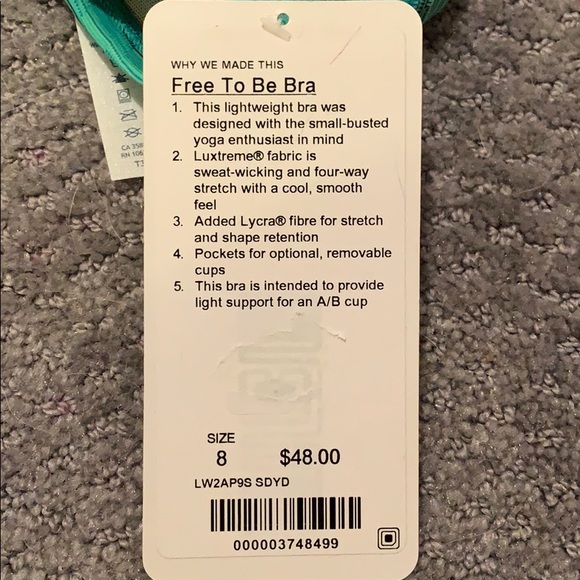 WHY WE MADE THIS
Free To Be Bra
1. This lightweight bra was
designed with the small-busted
yoga enthusiast in mind
2. Luxtreme® fabric is
sweat-wicking and four-way
stretch with a cool, smooth
feel
3. Added Lycra® fibre for stretch
and shape retention
4. Pockets for optional, removable
cups
5. This bra is intended to provide
light support for an A/B cup
SIZE
8 $48.00
LW2AP9S SDYD
000003748499
CA
RN